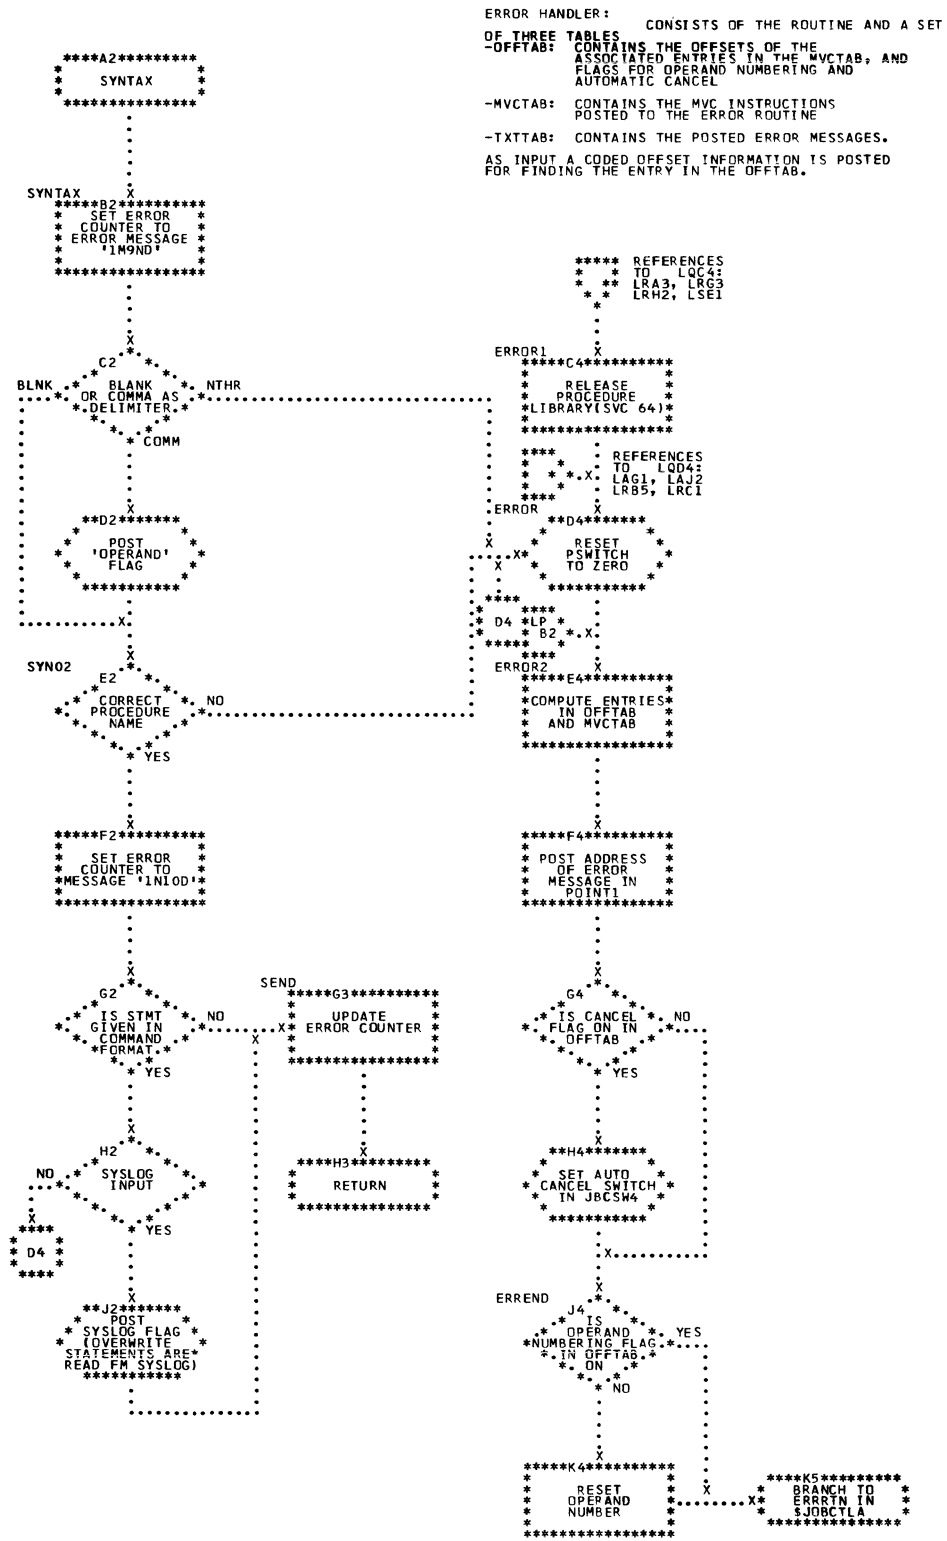 ERROR HANDLER:
CONSISTS OF THE ROUTINE AND A SET
OF THREE TABLES
-OFFTAB: CONTAINS THE OFFSETS OF THE
ASSOCIATED ENTRIES IN THE MVCTAB, AND
FLAGS FOR OPERAND NUMBERING AND
AUTOMATIC CANCEL
-MVCTAB: CONTAINS THE MVC INSTRUCTIONS
POSTED TO THE ERROR ROUTINE
-TXTTAB: CONTAINS THE POSTED ERROR MESSAGES.
AS INPUT A CODED OFFSET INFORMATION IS POSTED
FOR FINDING THE ENTRY IN THE OFFTAB.
A2
SYNTAX
SYNTAX
B2
SET ERROR
COUNTER TO
ERROR MESSAGE
'1M9ND'
C2
BLNK
BLANK
OR COMMA AS
DELIMITER
NTHR
COMM
D2
POST
'OPERAND'
FLAG
SYN02
E2
CORRECT
PROCEDURE
NAME
NO
YES
F2
SET ERROR
COUNTER TO
MESSAGE '1N10D'
G2
IS STMT
GIVEN IN
COMMAND
FORMAT
NO
YES
SEND
G3
UPDATE
ERROR COUNTER
H3
RETURN
H2
NO
SYSLOG
INPUT
YES
D4
J2
POST
SYSLOG FLAG
(OVERWRITE
STATEMENTS ARE
READ FM SYSLOG)
REFERENCES
TO LQC4:
LRA3, LRG3
LRH2, LSE1
ERROR1
C4
RELEASE
PROCEDURE
LIBRARY(SVC 64)
REFERENCES
TO LQD4:
LAG1, LAJ2
LRB5, LRC1
ERROR
D4
RESET
PSWITCH
TO ZERO
D4
LP
B2
ERROR2
E4
COMPUTE ENTRIES
IN OFFTAB
AND MVCTAB
F4
POST ADDRESS
OF ERROR
MESSAGE IN
POINT1
G4
IS CANCEL
FLAG ON IN
OFFTAB
NO
YES
H4
SET AUTO
CANCEL SWITCH
IN JBCSW4
ERREND
J4
IS
OPERAND
NUMBERING FLAG
IN OFFTAB
ON
YES
NO
K4
RESET
OPERAND
NUMBER
K5
BRANCH TO
ERRRTN IN
$JOBCTLA